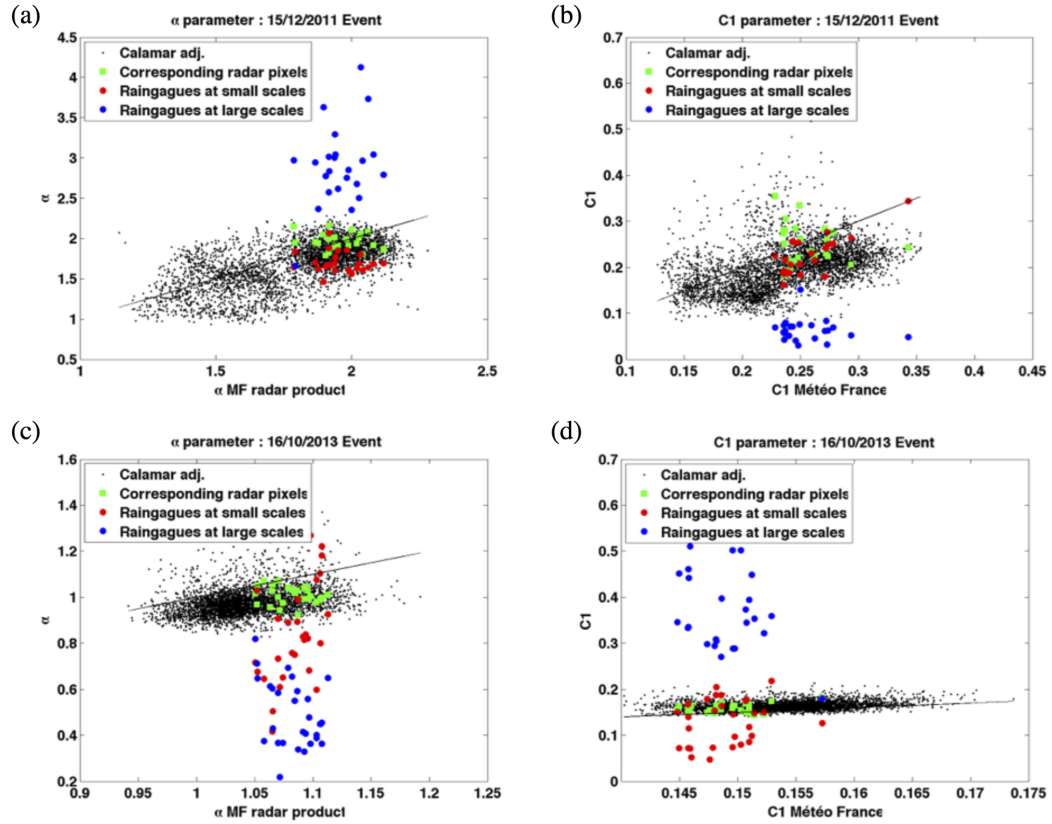 (a)
α parameter : 15/12/2011 Event
4.5
4
3.5
3
2.5
2
1.5
1
0.5
α
Calamar adj.
Corresponding radar pixels
Raingagues at small scales
Raingagues at large scales
1
1.5
2
2.5
α MF radar product
(b)
C1 parameter : 15/12/2011 Event
0.7
0.6
0.5
0.4
0.3
0.2
0.1
0
C1
Calamar adj.
Corresponding radar pixels
Raingagues at small scales
Raingagues at large scales
0.1
0.15
0.2
0.25
0.3
0.35
0.4
0.45
C1 Météo France
(c)
α parameter : 16/10/2013 Event
1.6
1.4
1.2
1
0.8
0.6
0.4
0.2
α
Calamar adj.
Corresponding radar pixels
Raingagues at small scales
Raingagues at large scales
0.9
0.95
1
1.05
1.1
1.15
1.2
1.25
α MF radar product
(d)
C1 parameter : 16/10/2013 Event
0.7
0.6
0.5
0.4
0.3
0.2
0.1
0
C1
Calamar adj.
Corresponding radar pixels
Raingagues at small scales
Raingagues at large scales
0.145
0.15
0.155
0.16
0.165
0.17
0.175
C1 Météo France